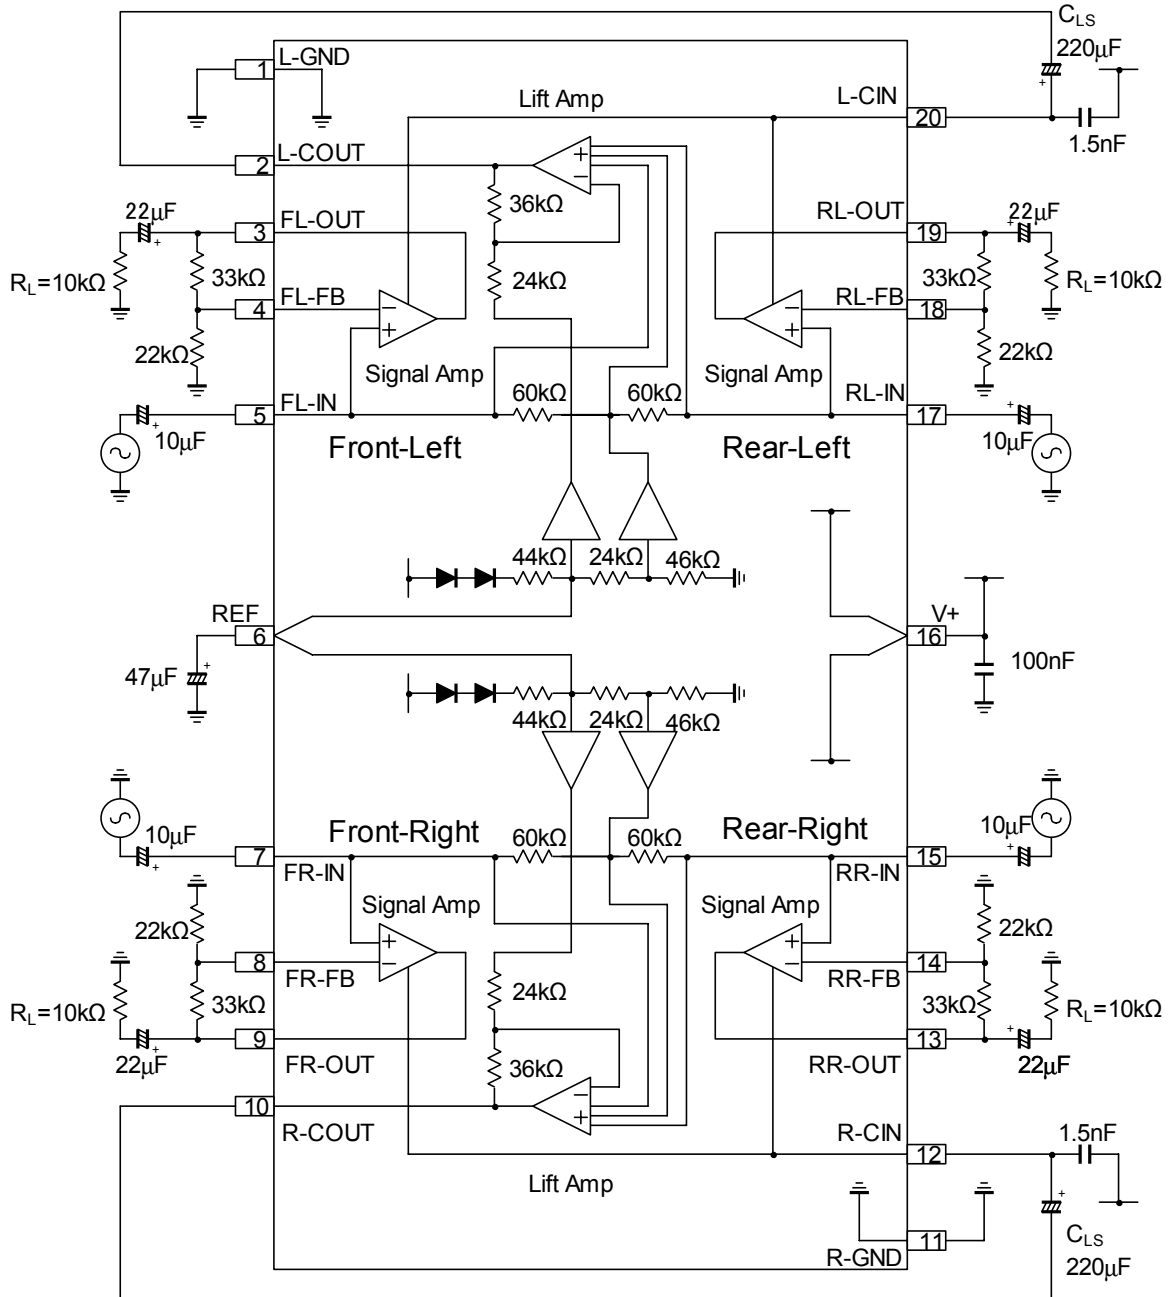 C_LS
220μF
L-GND
1
Lift Amp
L-CIN
20
1.5nF
L-COUT
2
+
−
36kΩ
22μF
FL-OUT
3
RL-OUT
19
22μF
33kΩ
24kΩ
33kΩ
R_L=10kΩ
R_L=10kΩ
4
FL-FB
−
+
RL-FB
18
−
+
22kΩ
Signal Amp
Signal Amp
22kΩ
60kΩ
60kΩ
5
FL-IN
RL-IN
17
10μF
Front-Left
Rear-Left
10μF
44kΩ
24kΩ
46kΩ
REF
6
V+
16
47μF
100nF
44kΩ
24kΩ
46kΩ
10μF
Front-Right
60kΩ
60kΩ
Rear-Right
10μF
7
FR-IN
RR-IN
15
Signal Amp
Signal Amp
22kΩ
22kΩ
+
−
+
−
8
FR-FB
RR-FB
14
24kΩ
R_L=10kΩ
33kΩ
33kΩ
R_L=10kΩ
9
FR-OUT
RR-OUT
13
22μF
36kΩ
22μF
−
+
10
R-COUT
R-CIN
12
1.5nF
Lift Amp
C_LS
220μF
R-GND
11